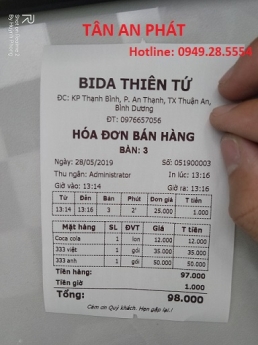 TÂN AN PHÁT
Hotline: 0949.28.5550
BIDA THIÊN TỨ
ĐC: KP Thạnh Bình, P. An Thạnh, TX Thuận An,
Bình Dương
ĐT: 0976657056
HÓA ĐƠN BÁN HÀNG
BÀN: 3
Ngày: 28/05/2019 Số: 051900003
Thu ngân: Administrator In lúc: 13:16
Giờ vào: 13:14 Giờ ra: 13:16
Từ Đến Bàn Phút Đơn giá T tiền
13:14 13:16 3 2' 25.000 1.000
Mặt hàng SL ĐVT Giá T tiền
Coca cola 1 lon 12.000 12.000
333 việt 1 gói 35.000 35.000
333 anh 1 gói 50.000 50.000
Tiền hàng: 97.000
Tiền giờ 1.000
Tổng: 98.000
Cám ơn Quý khách. Hẹn gặp lại!